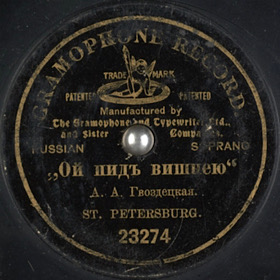 GRAMOPHONE RECORD
TRADE MARK
PATENTED PATENTED
Manufactured by
The Gramophone and Typewriter, Ltd.,
and Sister Companies.
RUSSIAN SOPRANO
„Ой пидъ вишнею“
А. А. Гвоздецкая.
ST. PETERSBURG.
23274